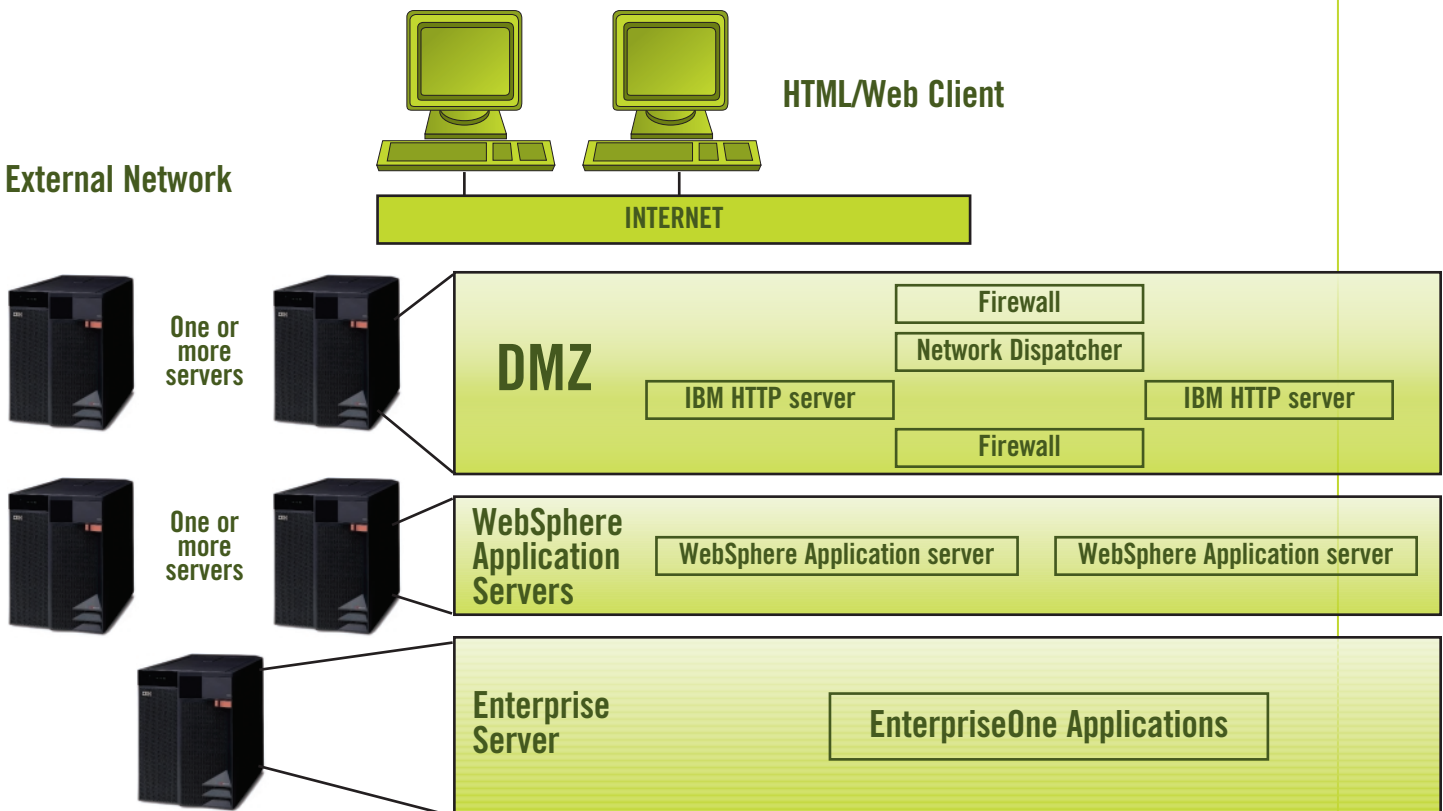 HTML/Web Client
External Network
INTERNET
One or
more
servers
DMZ
Firewall
Network Dispatcher
IBM HTTP server
IBM HTTP server
Firewall
One or
more
servers
WebSphere
Application
Servers
WebSphere Application server
WebSphere Application server
Enterprise
Server
EnterpriseOne Applications